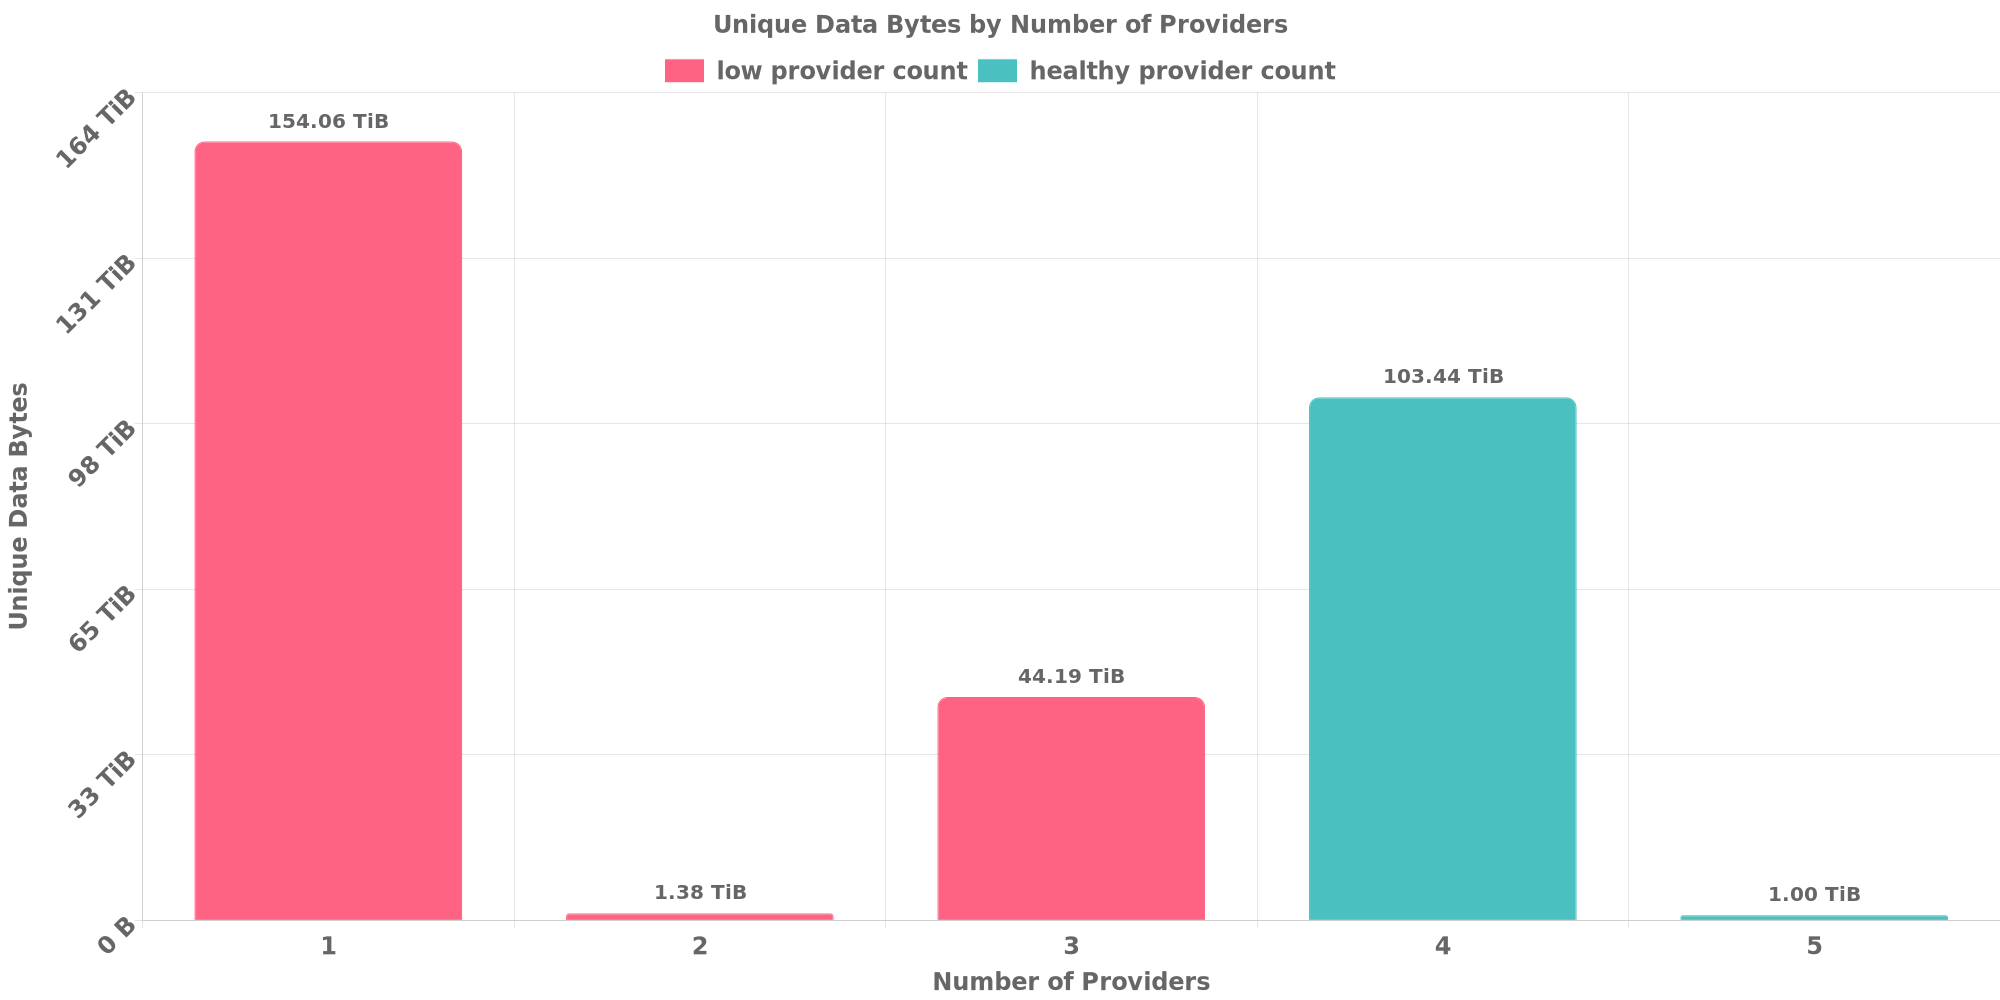 Unique Data Bytes by Number of Providers
low provider count
healthy provider count
164 TiB
131 TiB
98 TiB
65 TiB
33 TiB
0 B
Unique Data Bytes
154.06 TiB
1.38 TiB
44.19 TiB
103.44 TiB
1.00 TiB
1
2
3
4
5
Number of Providers